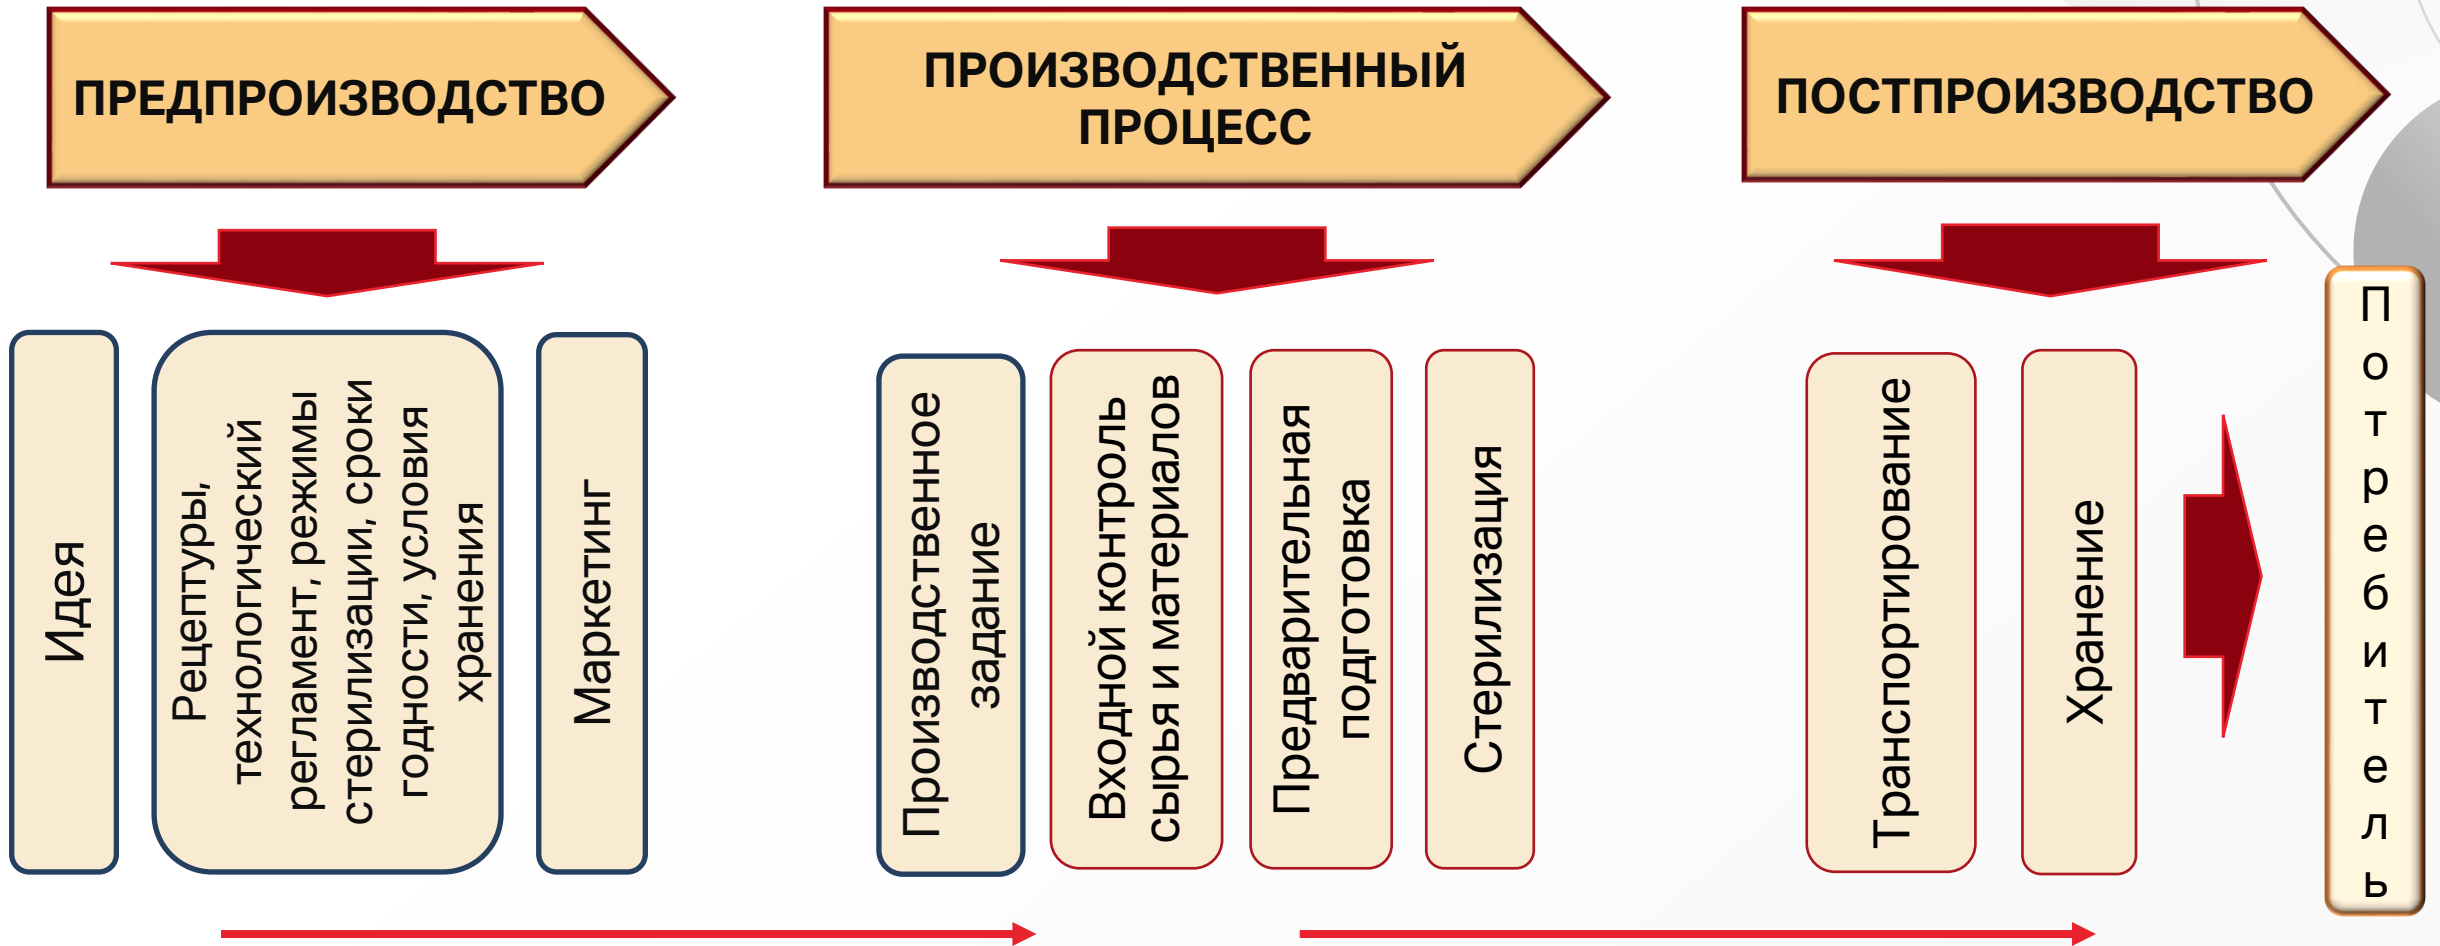 ПРЕДПРОИЗВОДСТВО
ПРОИЗВОДСТВЕННЫЙ
ПРОЦЕСС
ПОСТПРОИЗВОДСТВО
Идея
Рецептуры,
технологический
регламент, режимы
стерилизации, сроки
годности, условия
хранения
Маркетинг
Производственное
задание
Входной контроль
сырья и материалов
Предварительная
подготовка
Стерилизация
Транспортирование
Хранение
Потребитель